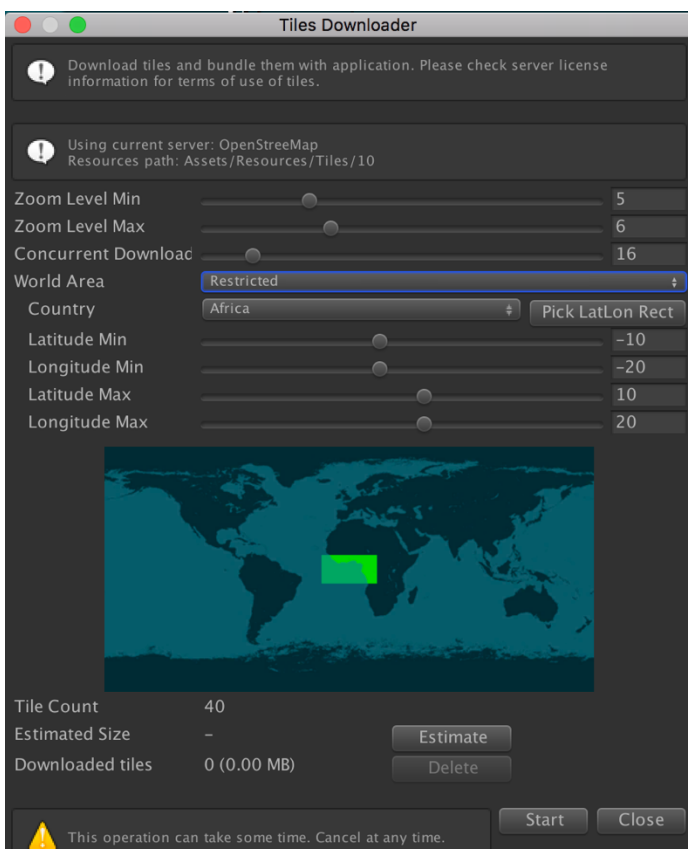 Tiles Downloader
Download tiles and bundle them with application. Please check server license
information for terms of use of tiles.
Using current server: OpenStreeMap
Resources path: Assets/Resources/Tiles/10
Zoom Level Min 5
Zoom Level Max 6
Concurrent Download 16
World Area Restricted
Country Africa Pick LatLon Rect
Latitude Min -10
Longitude Min -20
Latitude Max 10
Longitude Max 20
Tile Count 40
Estimated Size - Estimate
Downloaded tiles 0 (0.00 MB) Delete
Start Close
This operation can take some time. Cancel at any time.